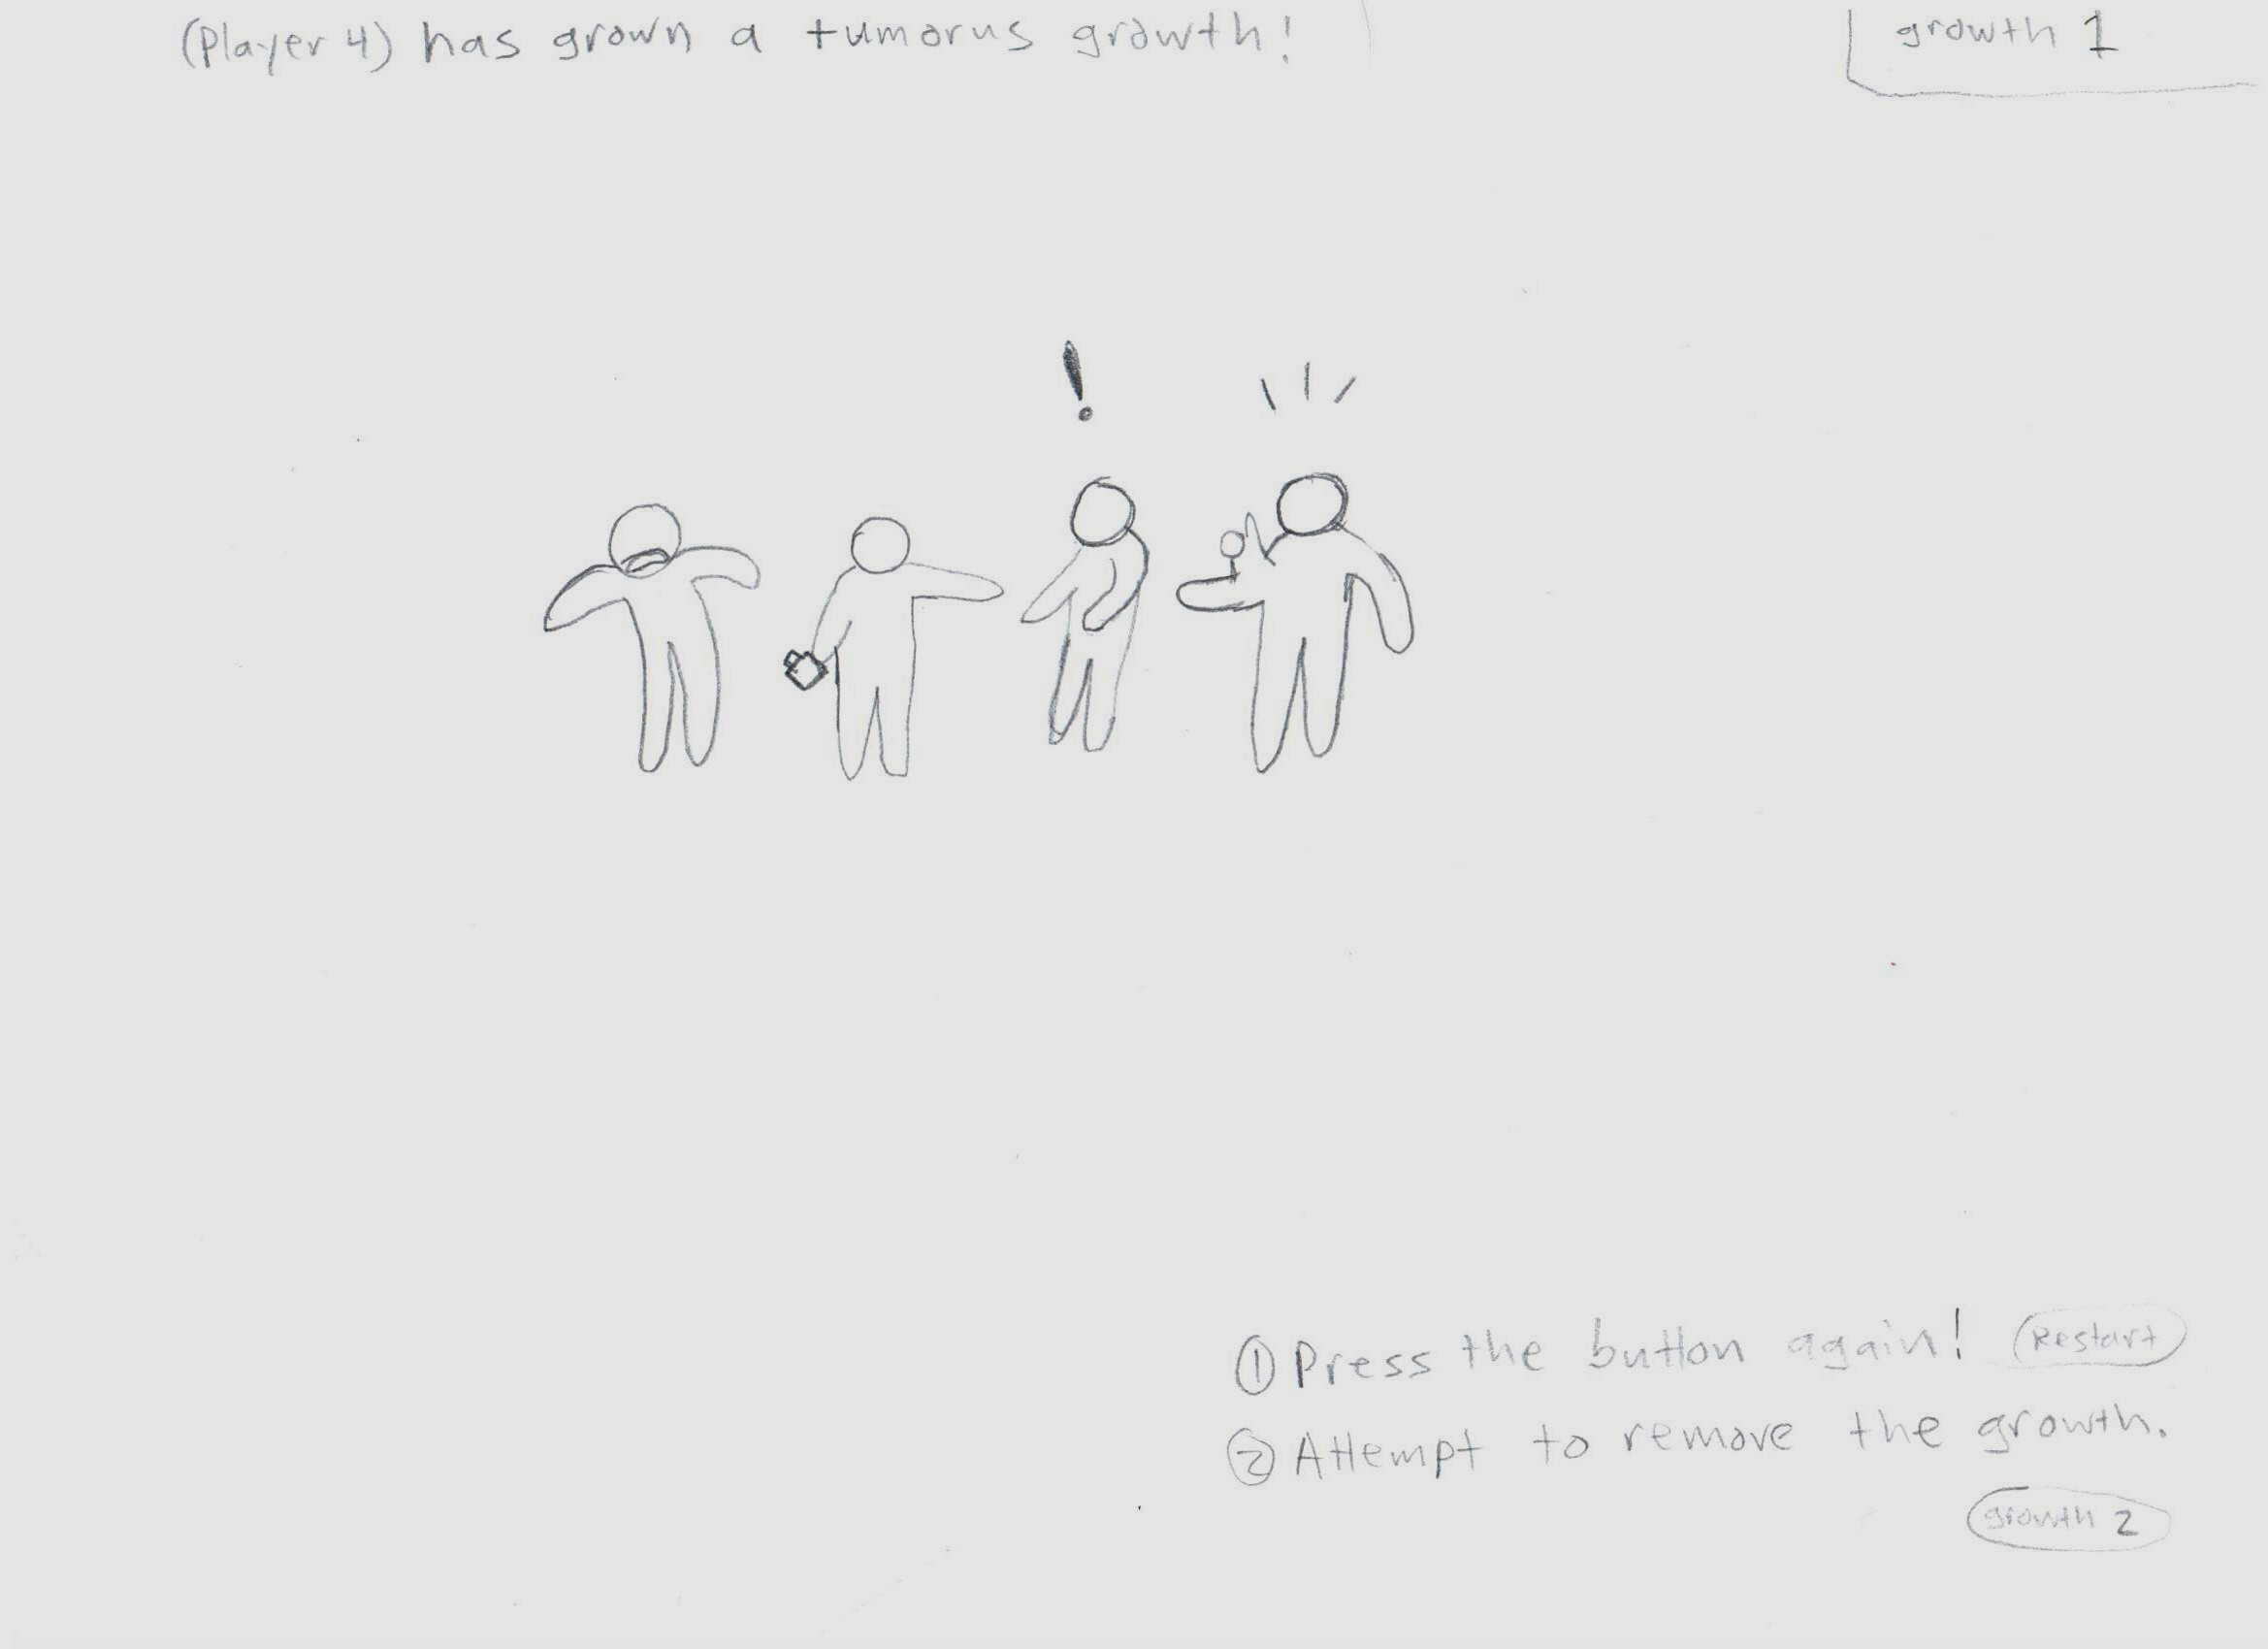 (Player 4) has grown a tumorus growth!
growth 1
!
① Press the button again! Restart
② Attempt to remove the growth.
growth 2